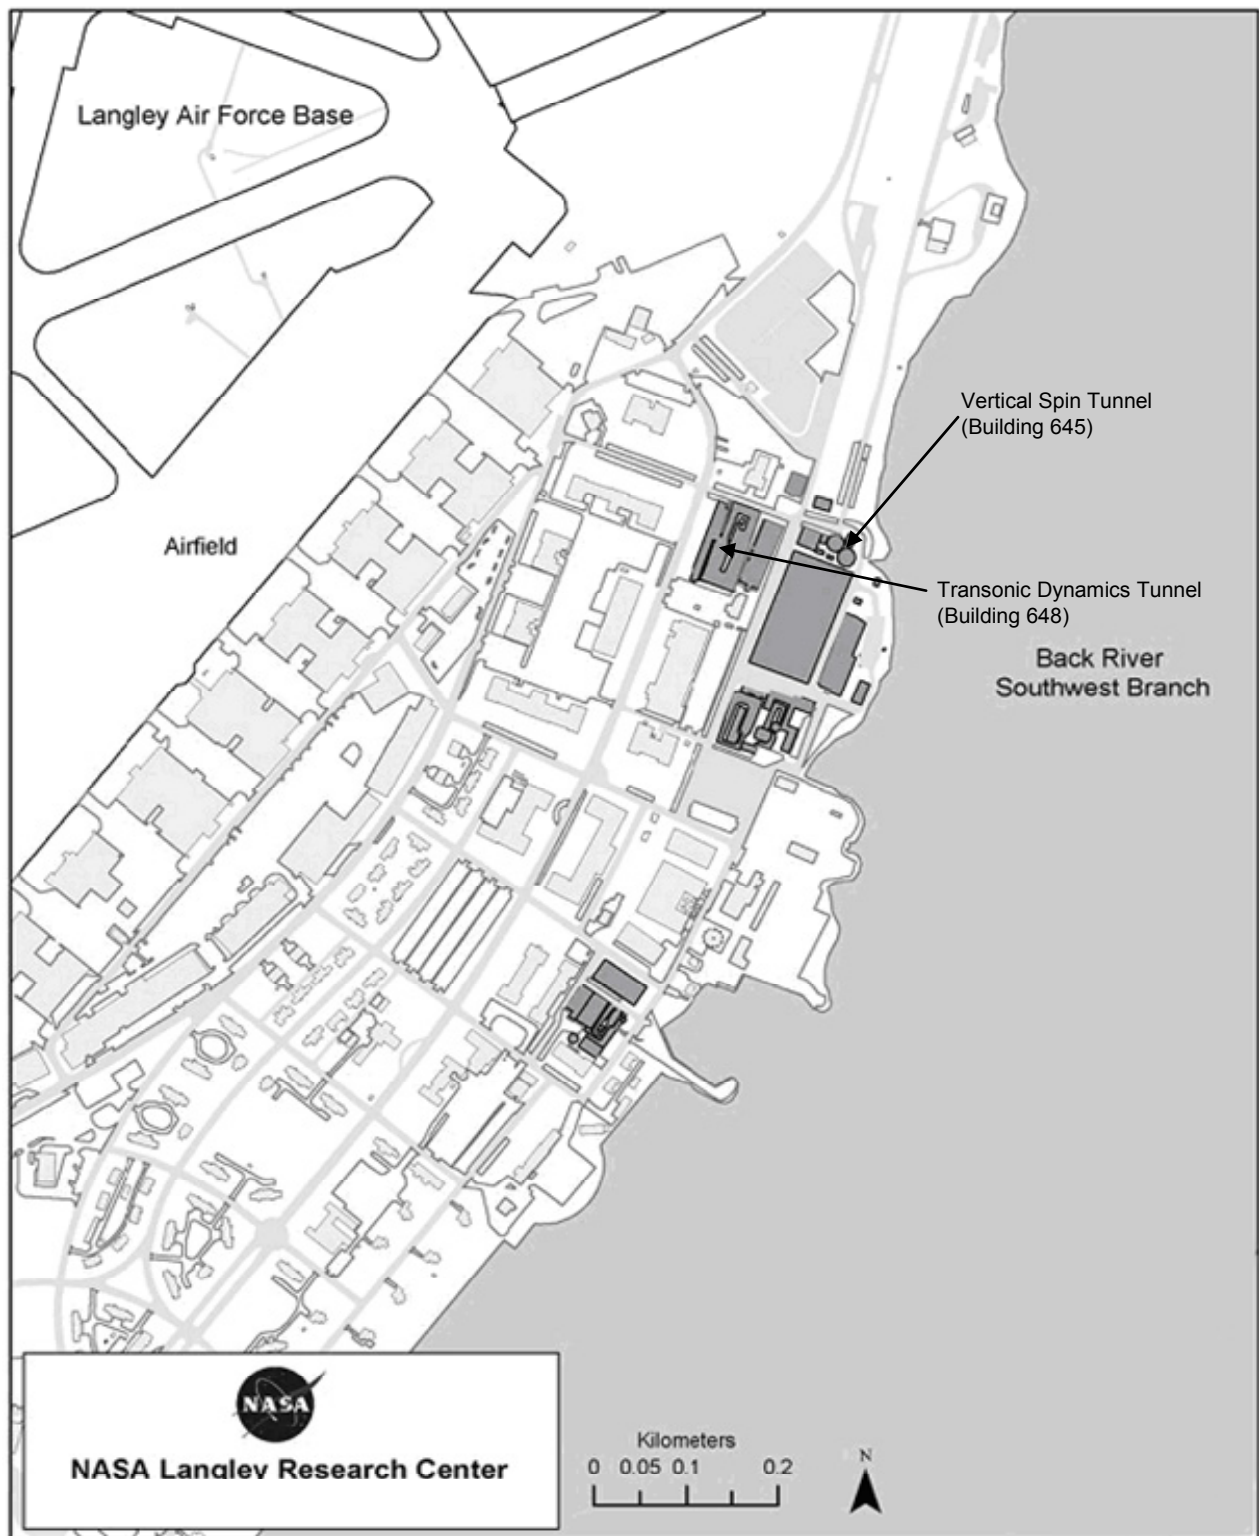 Langley Air Force Base
Vertical Spin Tunnel
(Building 645)
Airfield
Transonic Dynamics Tunnel
(Building 648)
Back River
Southwest Branch
NASA
NASA Langley Research Center
Kilometers
0 0.05 0.1 0.2
N